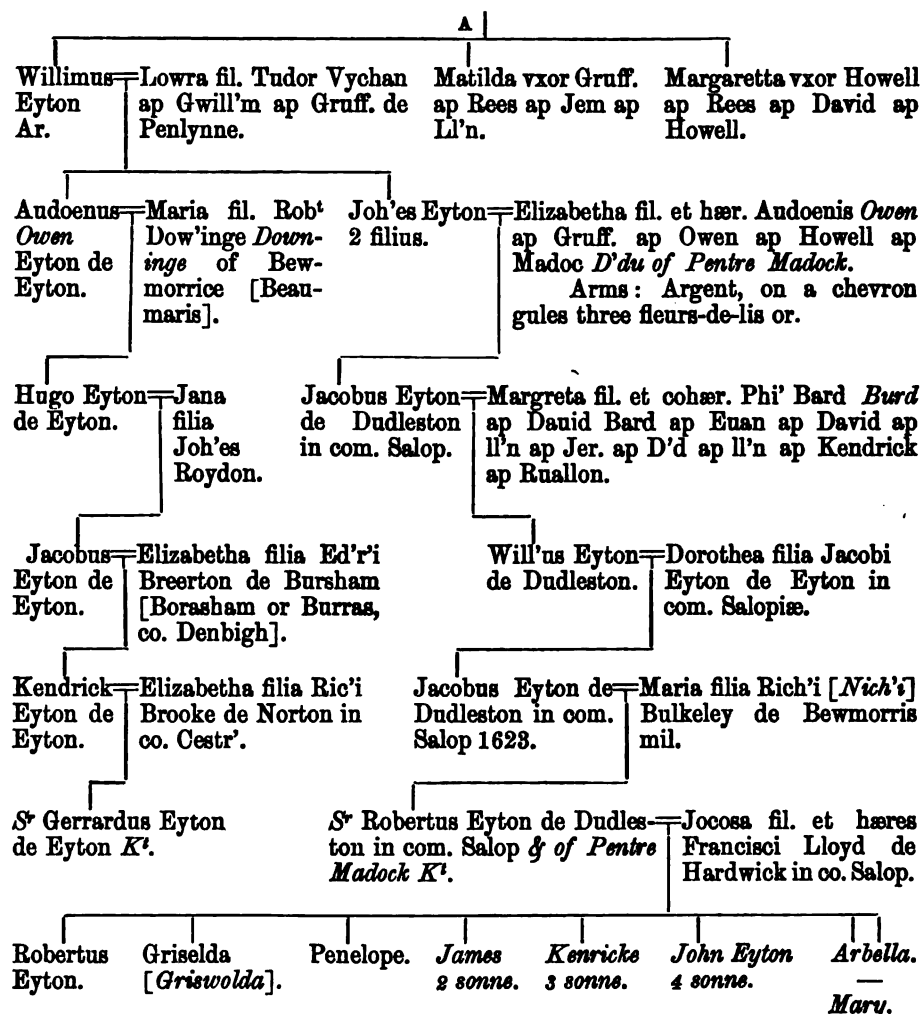 A
Willimus
Eyton
Ar.
Lowra fil. Tudor Vychan
ap Gwill'm ap Gruff. de
Penlynne.
Matilda vxor Gruff.
ap Rees ap Jem ap
Ll'n.
Margaretta vxor Howell
ap Rees ap David ap
Howell.
Audoenus
Owen
Eyton de
Eyton.
Maria fil. Robᵗ
Dow'inge Down-
inge of Bew-
morrice [Beau-
maris].
Joh'es Eyton
2 filius.
Elizabetha fil. et hær. Audoenis Owen
ap Gruff. ap Owen ap Howell ap
Madoc D'du of Pentre Madock.
Arms: Argent, on a chevron
gules three fleurs-de-lis or.
Hugo Eyton
de Eyton.
Jana
filia
Joh'es
Roydon.
Jacobus Eyton
de Dudleston
in com. Salop.
Margreta fil. et cohær. Phi' Bard Burd
ap Dauid Bard ap Euan ap David ap
ll'n ap Jer. ap D'd ap ll'n ap Kendrick
ap Ruallon.
Jacobus
Eyton de
Eyton.
Elizabetha filia Ed'r'i
Breerton de Bursham
[Borasham or Burras,
co. Denbigh].
Will'us Eyton
de Dudleston.
Dorothea filia Jacobi
Eyton de Eyton in
com. Salopiæ.
Kendrick
Eyton de
Eyton.
Elizabetha filia Ric'i
Brooke de Norton in
co. Cestr'.
Jacobus Eyton de
Dudleston in com.
Salop 1623.
Maria filia Rich'i [Nich'i]
Bulkeley de Bewmorris
mil.
Sʳ Gerrardus Eyton
de Eyton Kᵗ.
Sʳ Robertus Eyton de Dudles-
ton in com. Salop & of Pentre
Madock Kᵗ.
Jocosa fil. et hæres
Francisci Lloyd de
Hardwick in co. Salop.
Robertus
Eyton.
Griselda
[Griswolda].
Penelope.
James
2 sonne.
Kenricke
3 sonne.
John Eyton
4 sonne.
Arbella.
—
Mary.